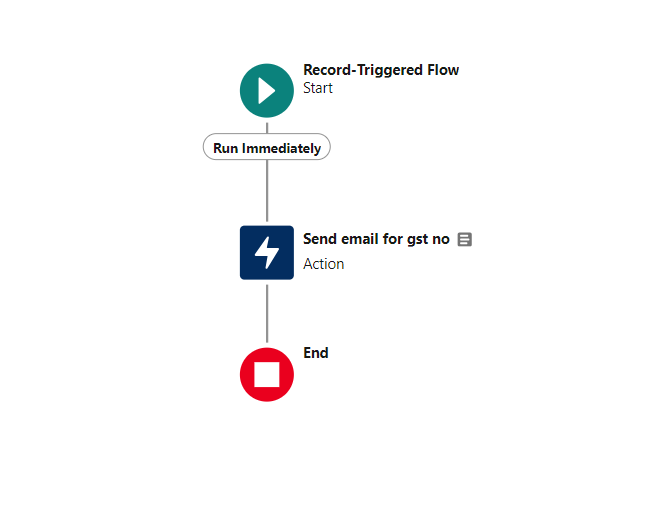 Record-Triggered Flow
Start
Run Immediately
Send email for gst no
Action
End